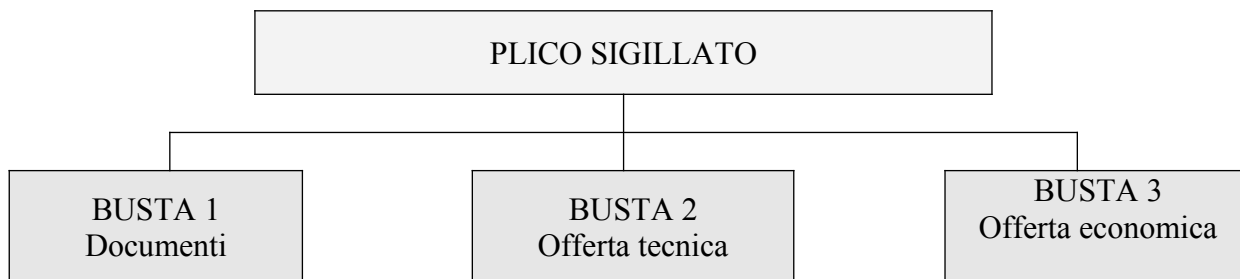 PLICO SIGILLATO
BUSTA 1
Documenti
BUSTA 2
Offerta tecnica
BUSTA 3
Offerta economica